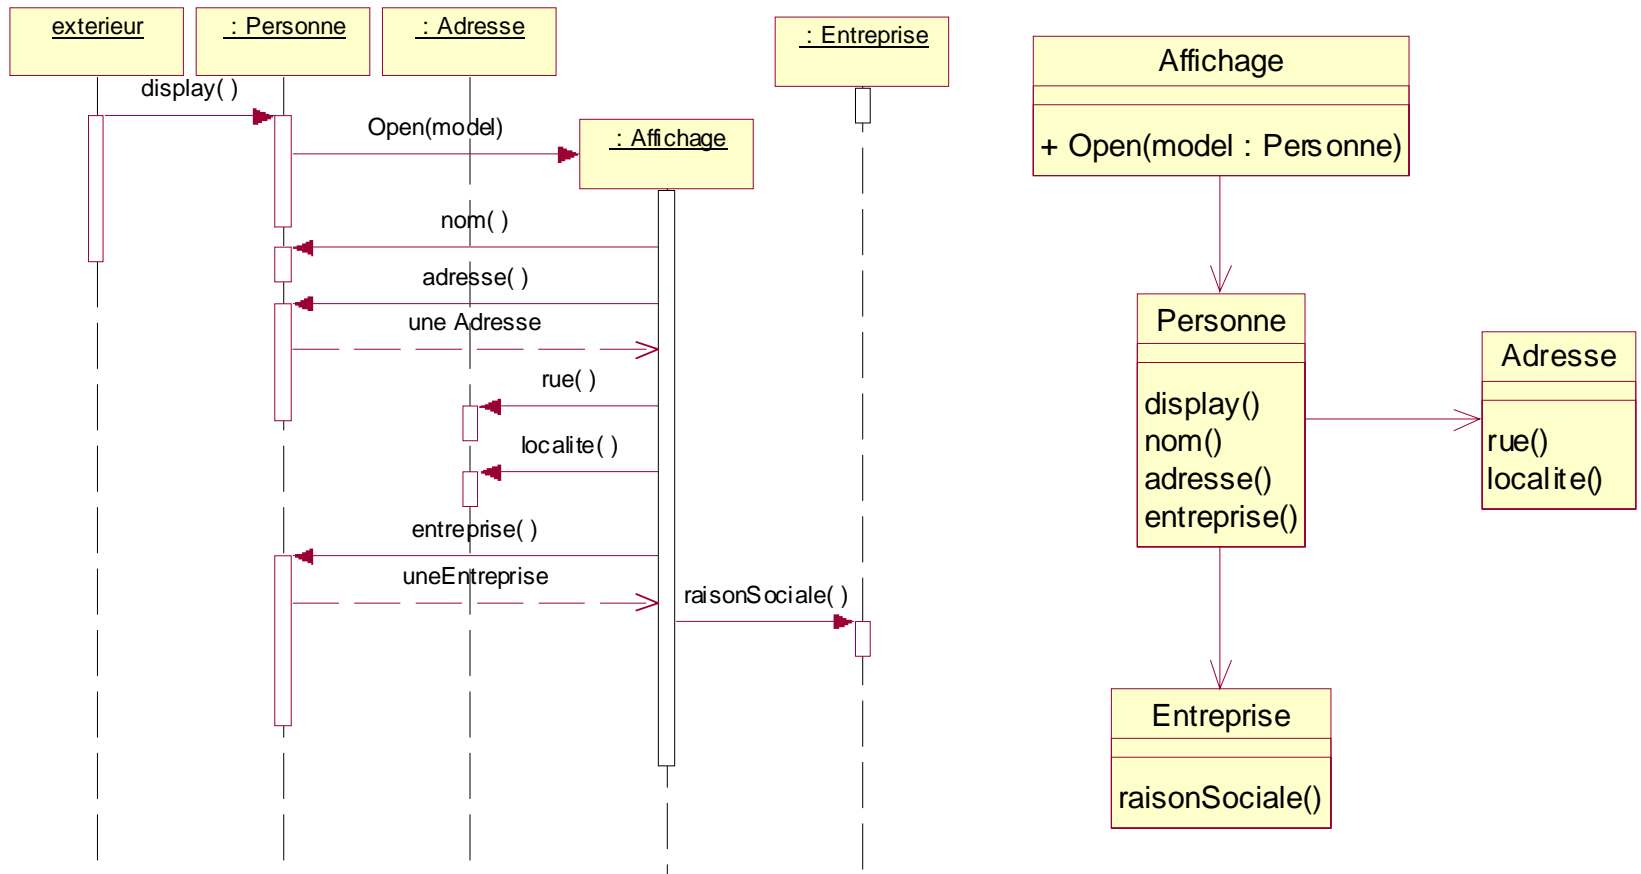 exterieur
: Personne
: Adresse
: Entreprise
display( )
Open(model)
: Affichage
nom( )
adresse( )
une Adresse
rue( )
localite( )
entreprise( )
uneEntreprise
raisonSociale( )
Affichage
+ Open(model : Personne)
Personne
display()
nom()
adresse()
entreprise()
Adresse
rue()
localite()
Entreprise
raisonSociale()